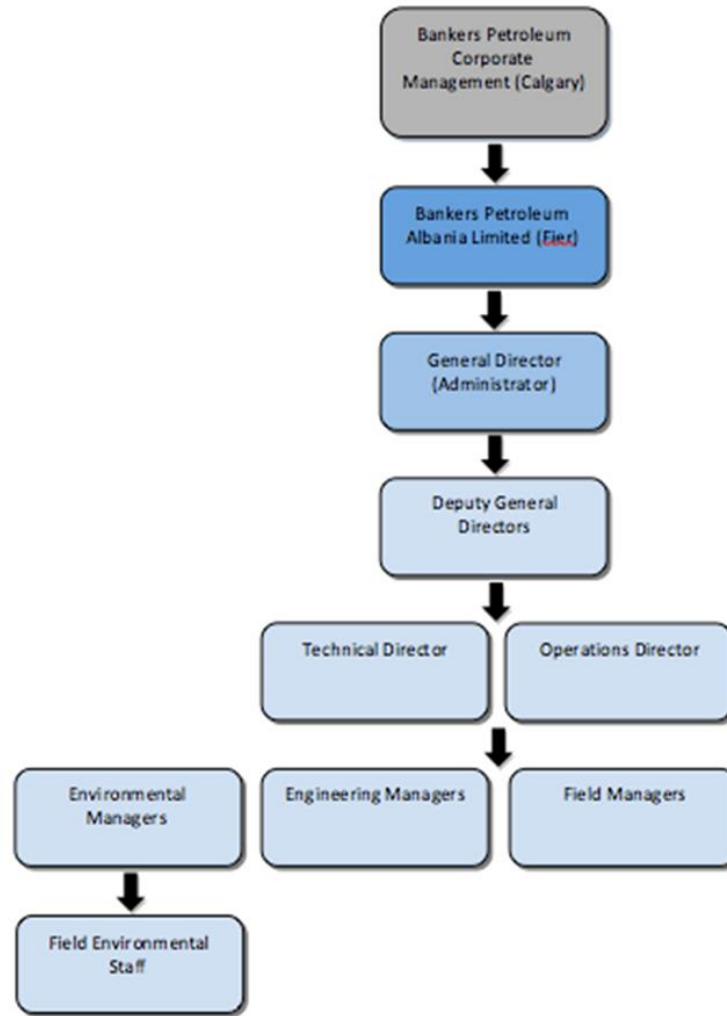 Bankers Petroleum
Corporate
Management (Calgary)
Bankers Petroleum
Albania Limited (Fier)
General Director
(Administrator)
Deputy General
Directors
Technical Director
Operations Director
Environmental
Managers
Engineering Managers
Field Managers
Field Environmental
Staff